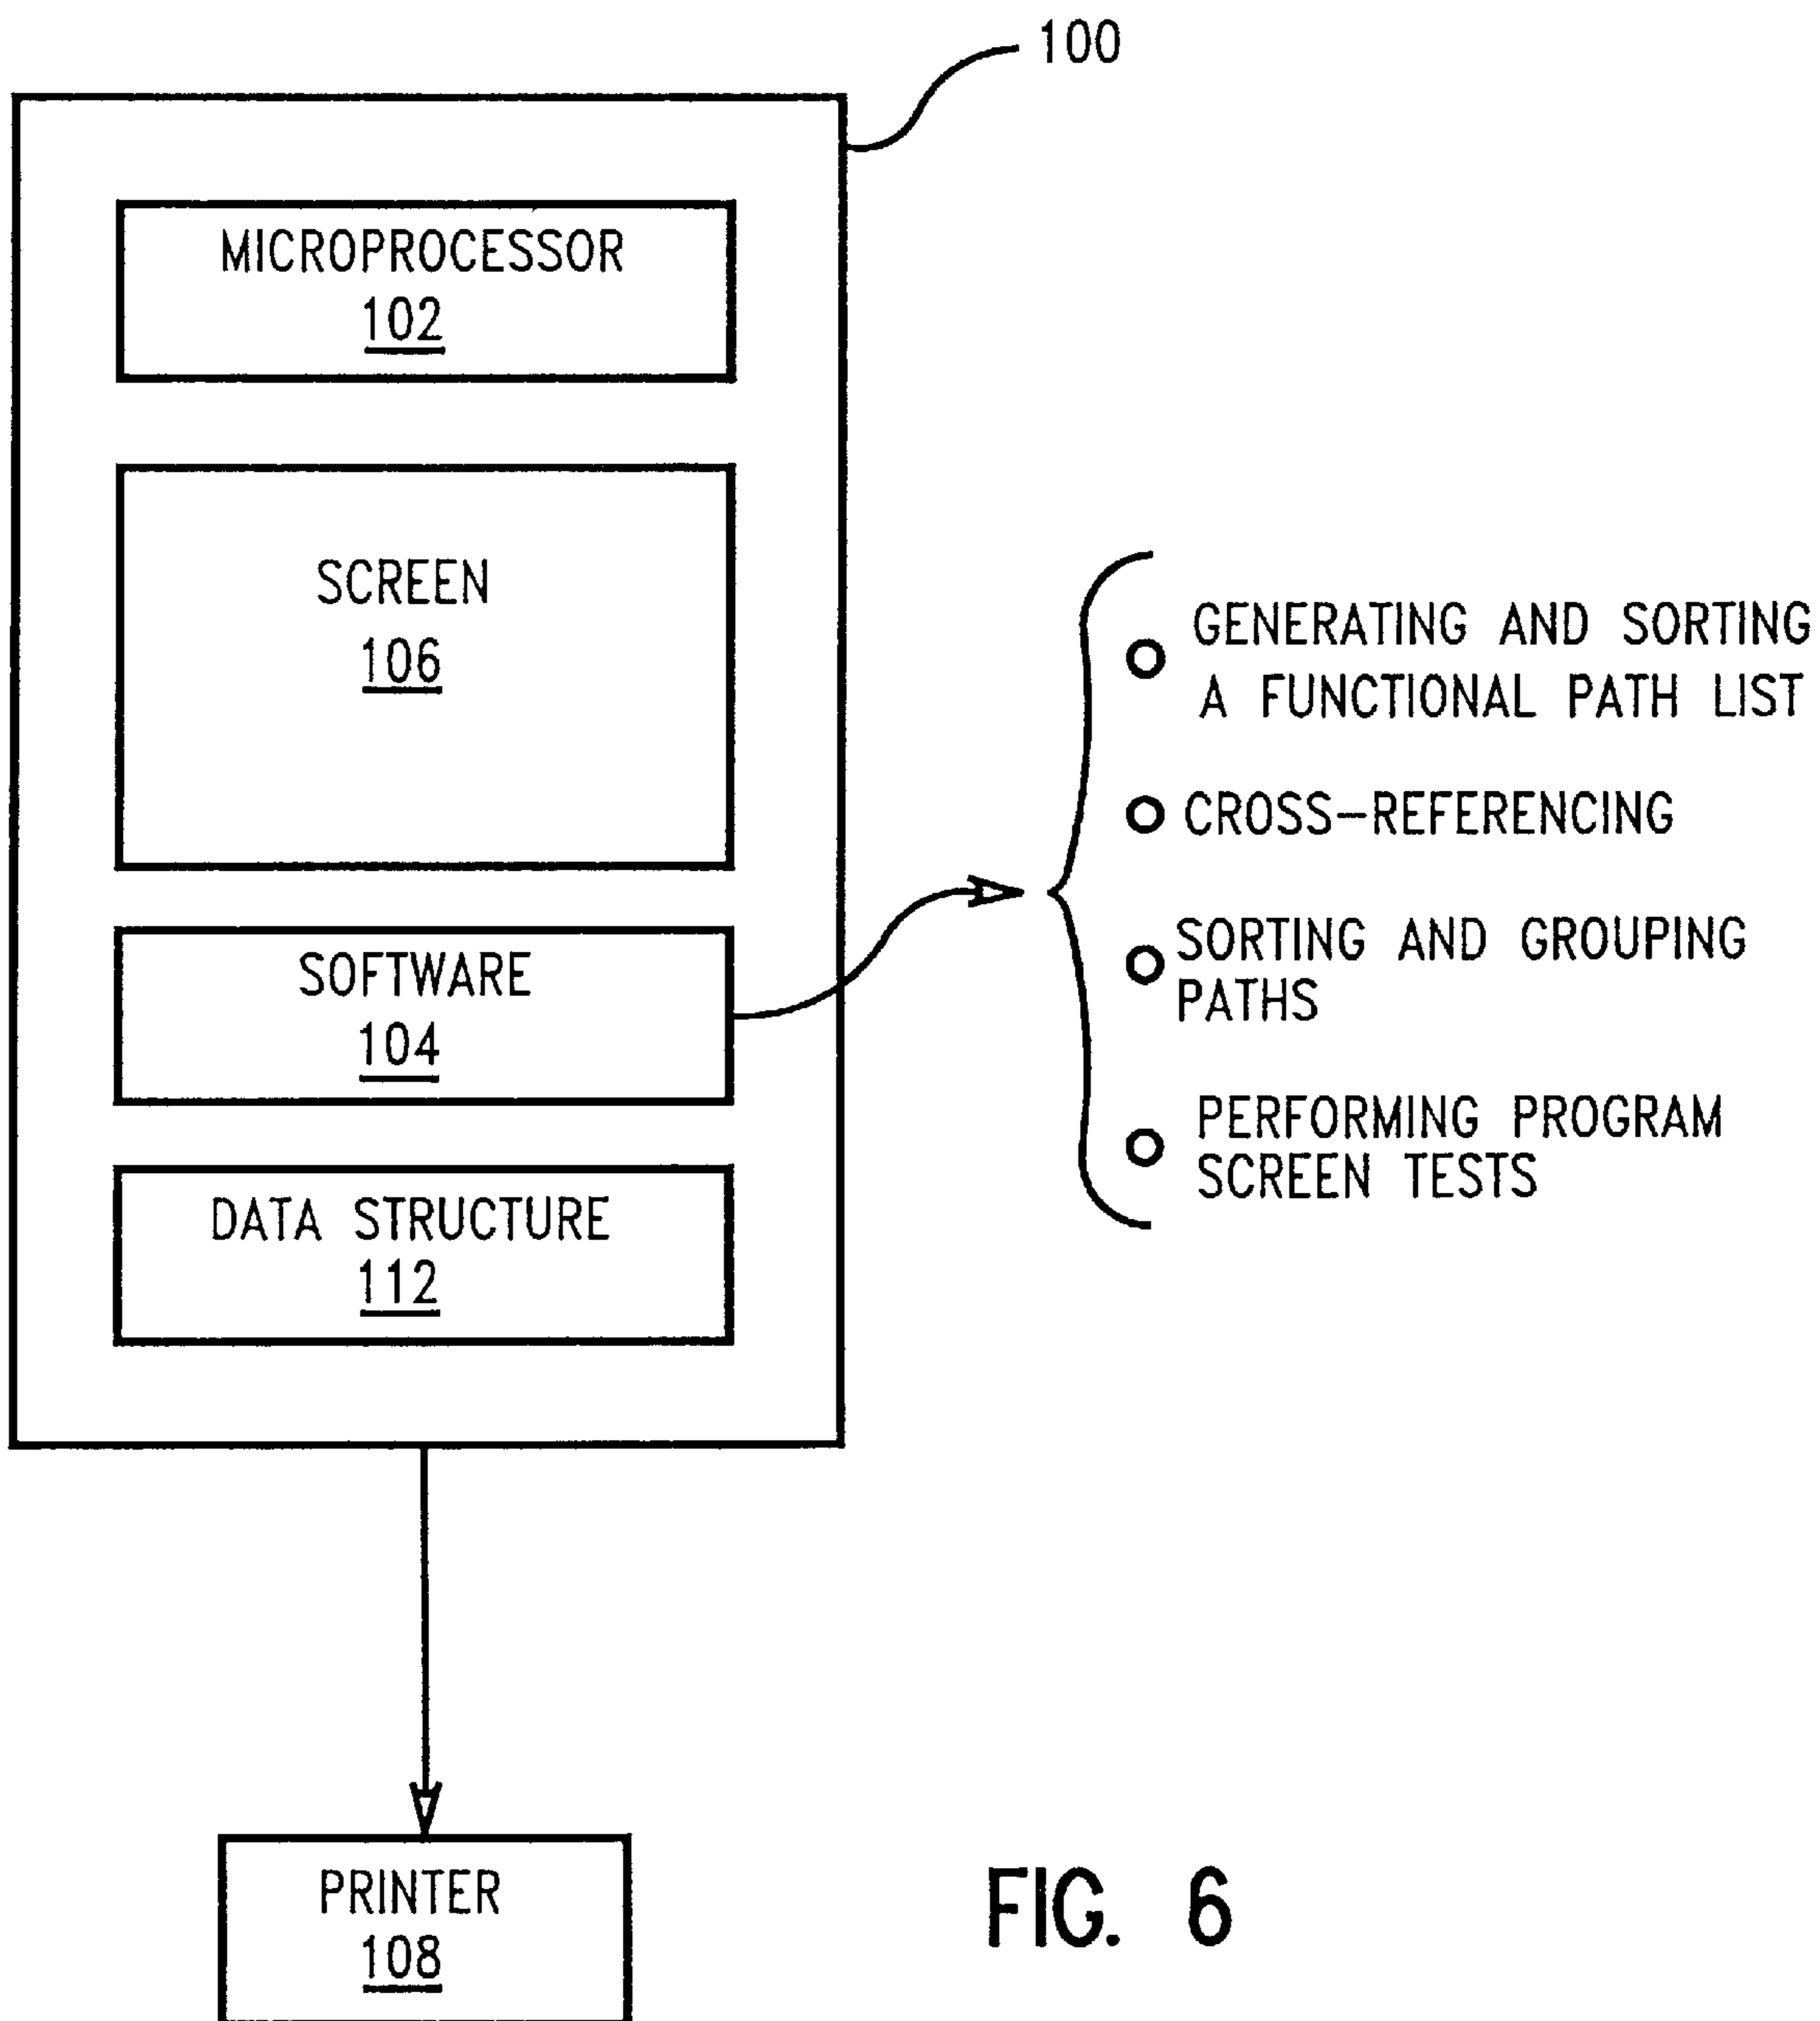 100
MICROPROCESSOR
102
SCREEN
106
GENERATING AND SORTING
A FUNCTIONAL PATH LIST
CROSS-REFERENCING
SORTING AND GROUPING
PATHS
PERFORMING PROGRAM
SCREEN TESTS
SOFTWARE
104
DATA STRUCTURE
112
PRINTER
108
FIG. 6